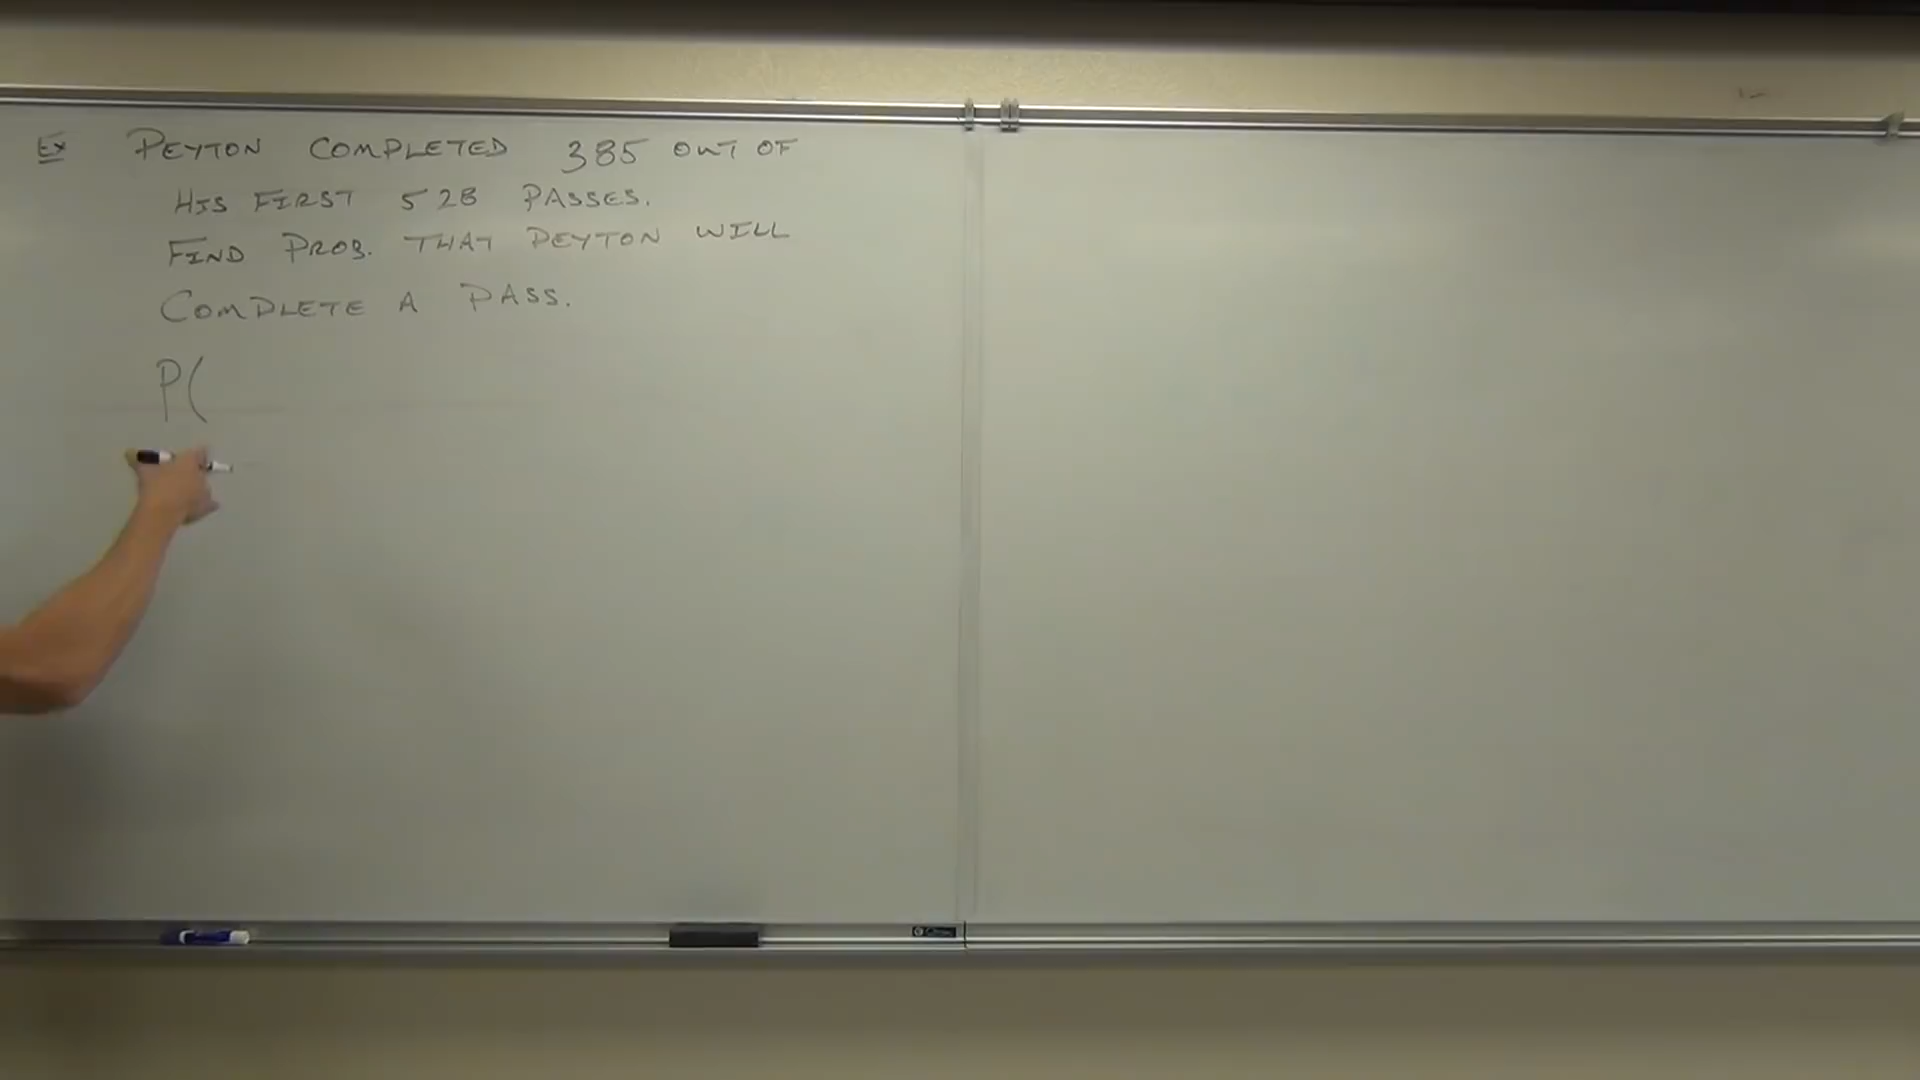 Ex PEYTON COMPLETED 385 OUT OF
HIS FIRST 528 PASSES.
FIND PROB. THAT PEYTON WILL
COMPLETE A PASS.
P(